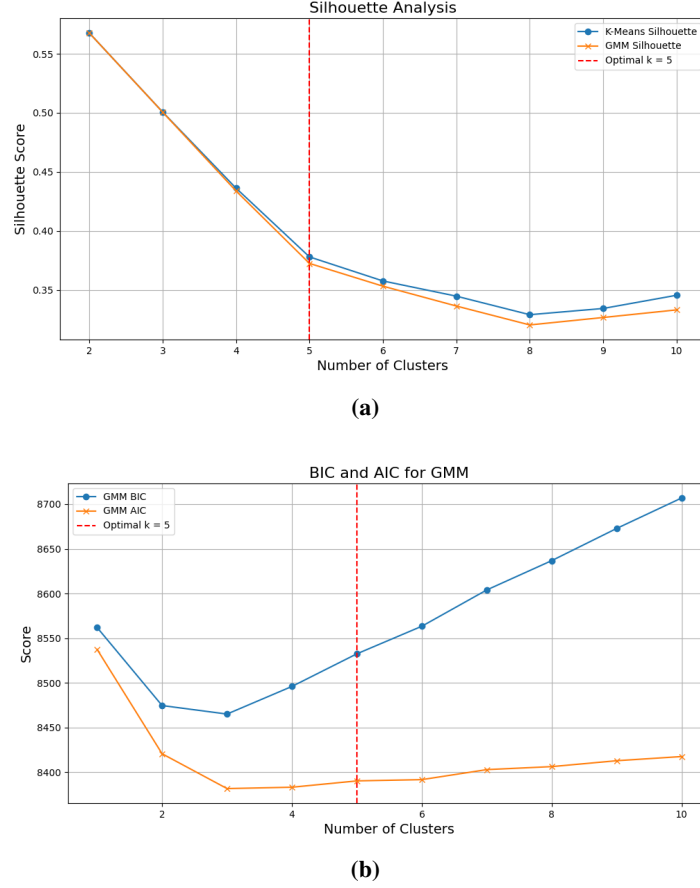 Silhouette Analysis
K-Means Silhouette
GMM Silhouette
Optimal k = 5
Silhouette Score
0.55
0.50
0.45
0.40
0.35
2 3 4 5 6 7 8 9 10
Number of Clusters
(a)
BIC and AIC for GMM
GMM BIC
GMM AIC
Optimal k = 5
Score
8700
8650
8600
8550
8500
8450
8400
2 4 6 8 10
Number of Clusters
(b)